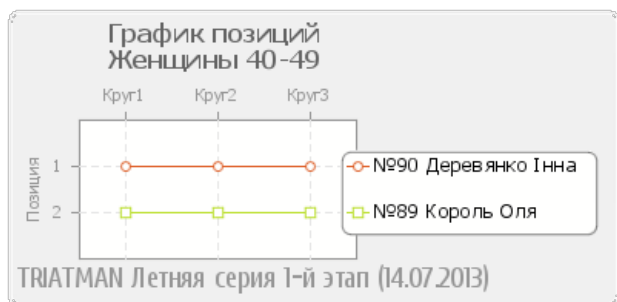 График позиций
Женщины 40-49
Круг1 Круг2 Круг3
Позиция
1
2
№90 Деревянко Інна
№89 Король Оля
TRIATMAN Летняя серия 1-й этап (14.07.2013)